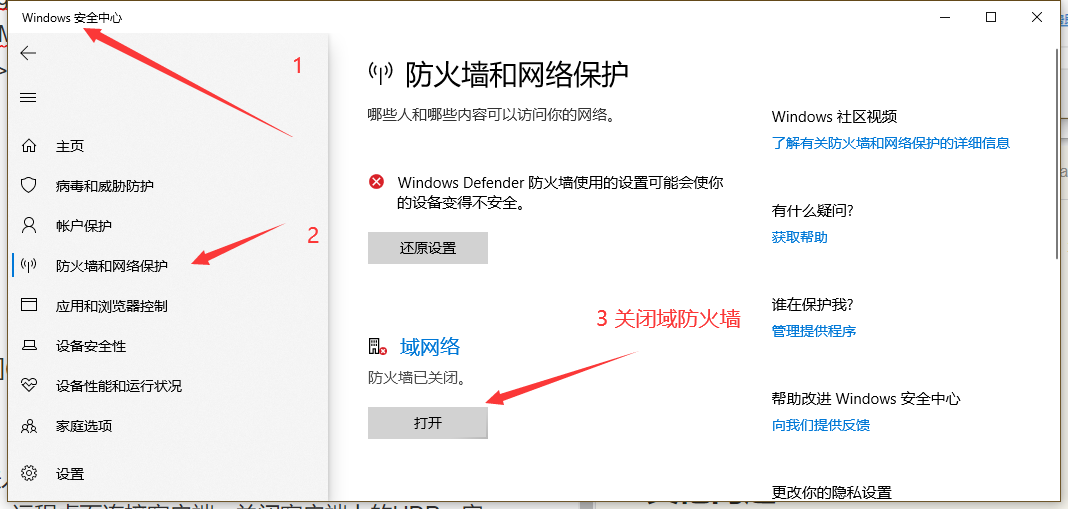 Windows 安全中心
1
主页
病毒和威胁防护
帐户保护
2
防火墙和网络保护
应用和浏览器控制
设备安全性
设备性能和运行状况
家庭选项
设置
防火墙和网络保护
哪些人和哪些内容可以访问你的网络。
Windows Defender 防火墙使用的设置可能会使你
的设备变得不安全。
还原设置
3 关闭域防火墙
域网络
防火墙已关闭。
打开
Windows 社区视频
了解有关防火墙和网络保护的详细信息
有什么疑问?
获取帮助
谁在保护我?
管理提供程序
帮助改进 Windows 安全中心
向我们提供反馈
更改你的隐私设置